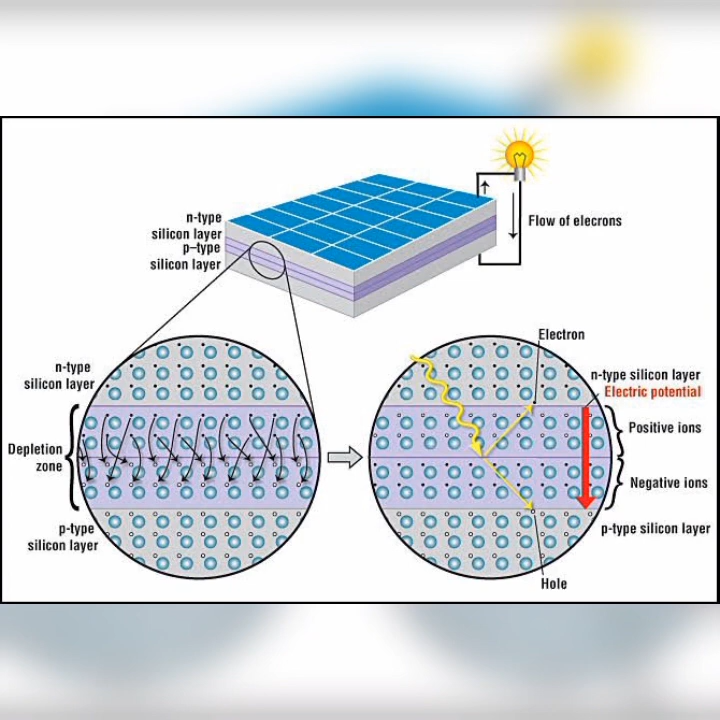 n-type
silicon layer
p–type
silicon layer
Flow of elecrons
n-type
silicon layer
Depletion
zone
p-type
silicon layer
Electron
n-type silicon layer
Electric potential
Positive ions
Negative ions
p-type silicon layer
Hole